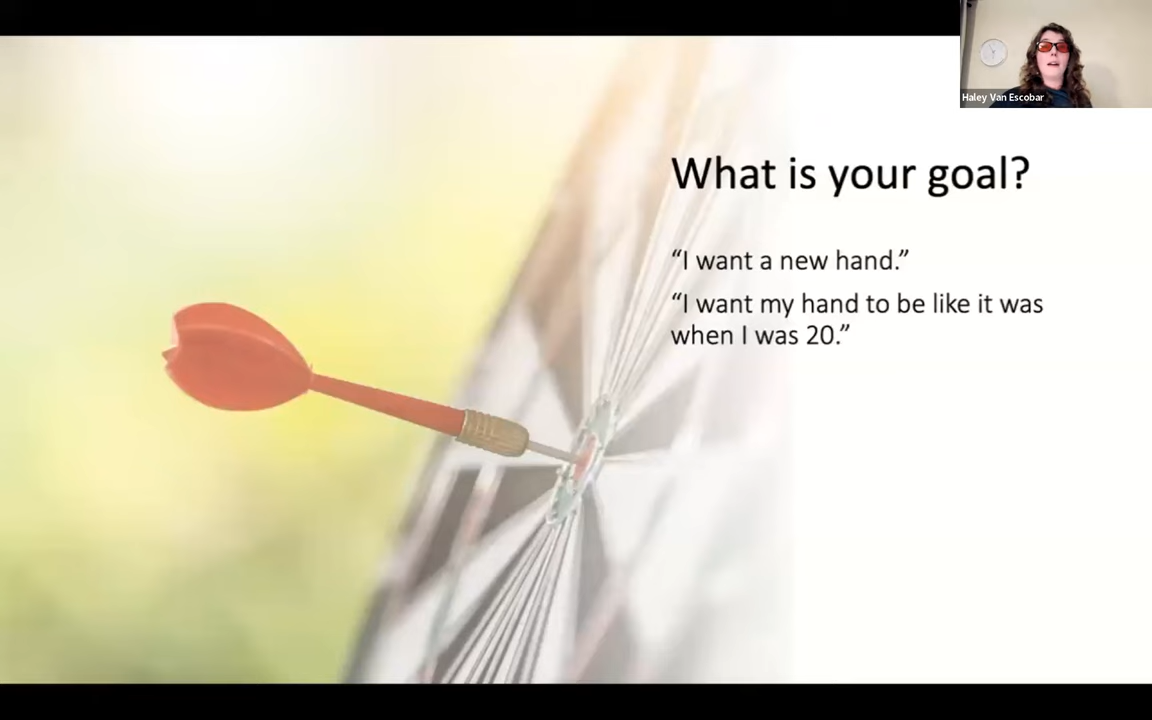 Haley Van Escobar
What is your goal?
“I want a new hand.”
“I want my hand to be like it was
when I was 20.”